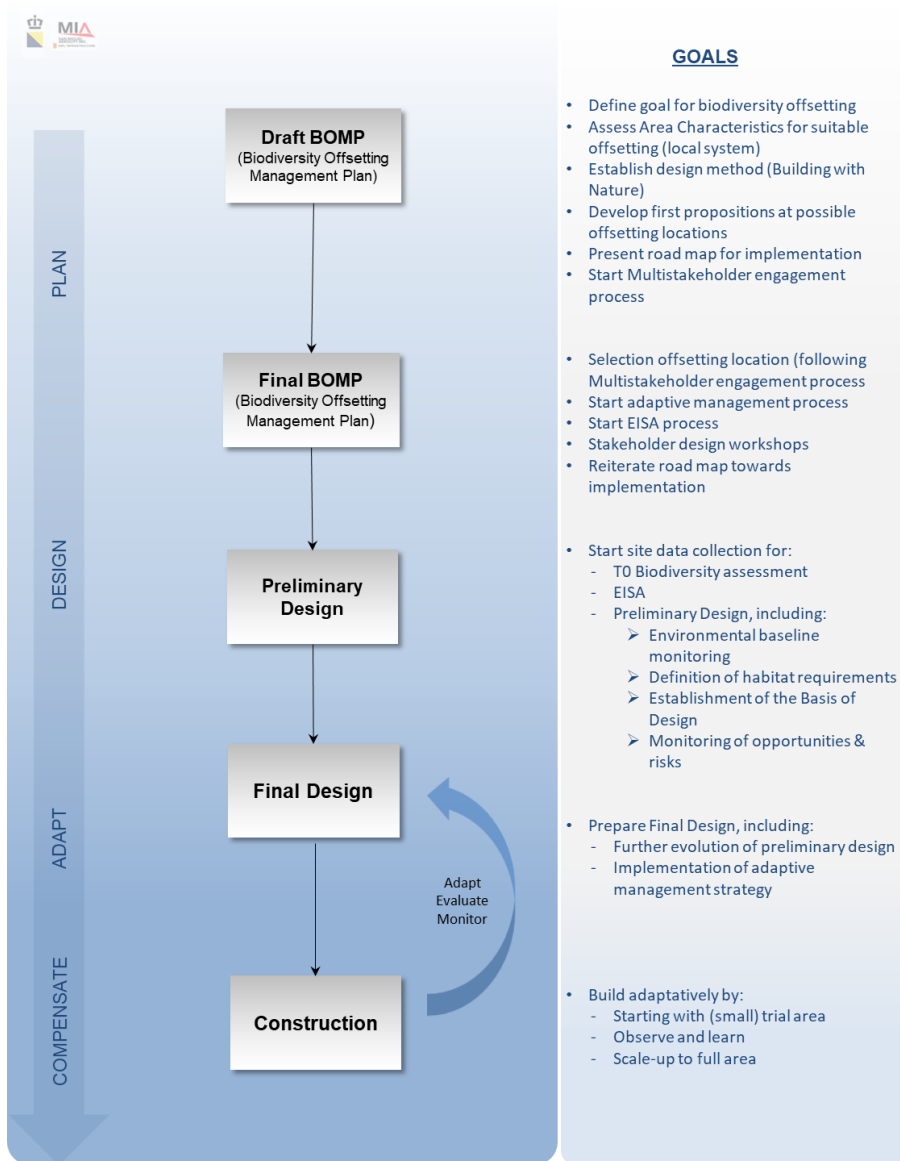 MIA
GOALS
Draft BOMP
(Biodiversity Offsetting
Management Plan)
• Define goal for biodiversity offsetting
• Assess Area Characteristics for suitable
offsetting (local system)
• Establish design method (Building with
Nature)
• Develop first propositions at possible
offsetting locations
• Present road map for implementation
• Start Multistakeholder engagement
process
PLAN
Final BOMP
(Biodiversity Offsetting
Management Plan)
• Selection offsetting location (following
Multistakeholder engagement process
• Start adaptive management process
• Start EISA process
• Stakeholder design workshops
• Reiterate road map towards
implementation
DESIGN
Preliminary
Design
• Start site data collection for:
- T0 Biodiversity assessment
- EISA
- Preliminary Design, including:
➢ Environmental baseline
monitoring
➢ Definition of habitat requirements
➢ Establishment of the Basis of
Design
➢ Monitoring of opportunities &
risks
Final Design
ADAPT
Adapt
Evaluate
Monitor
• Prepare Final Design, including:
- Further evolution of preliminary design
- Implementation of adaptive
management strategy
COMPENSATE
Construction
• Build adaptatively by:
- Starting with (small) trial area
- Observe and learn
- Scale-up to full area